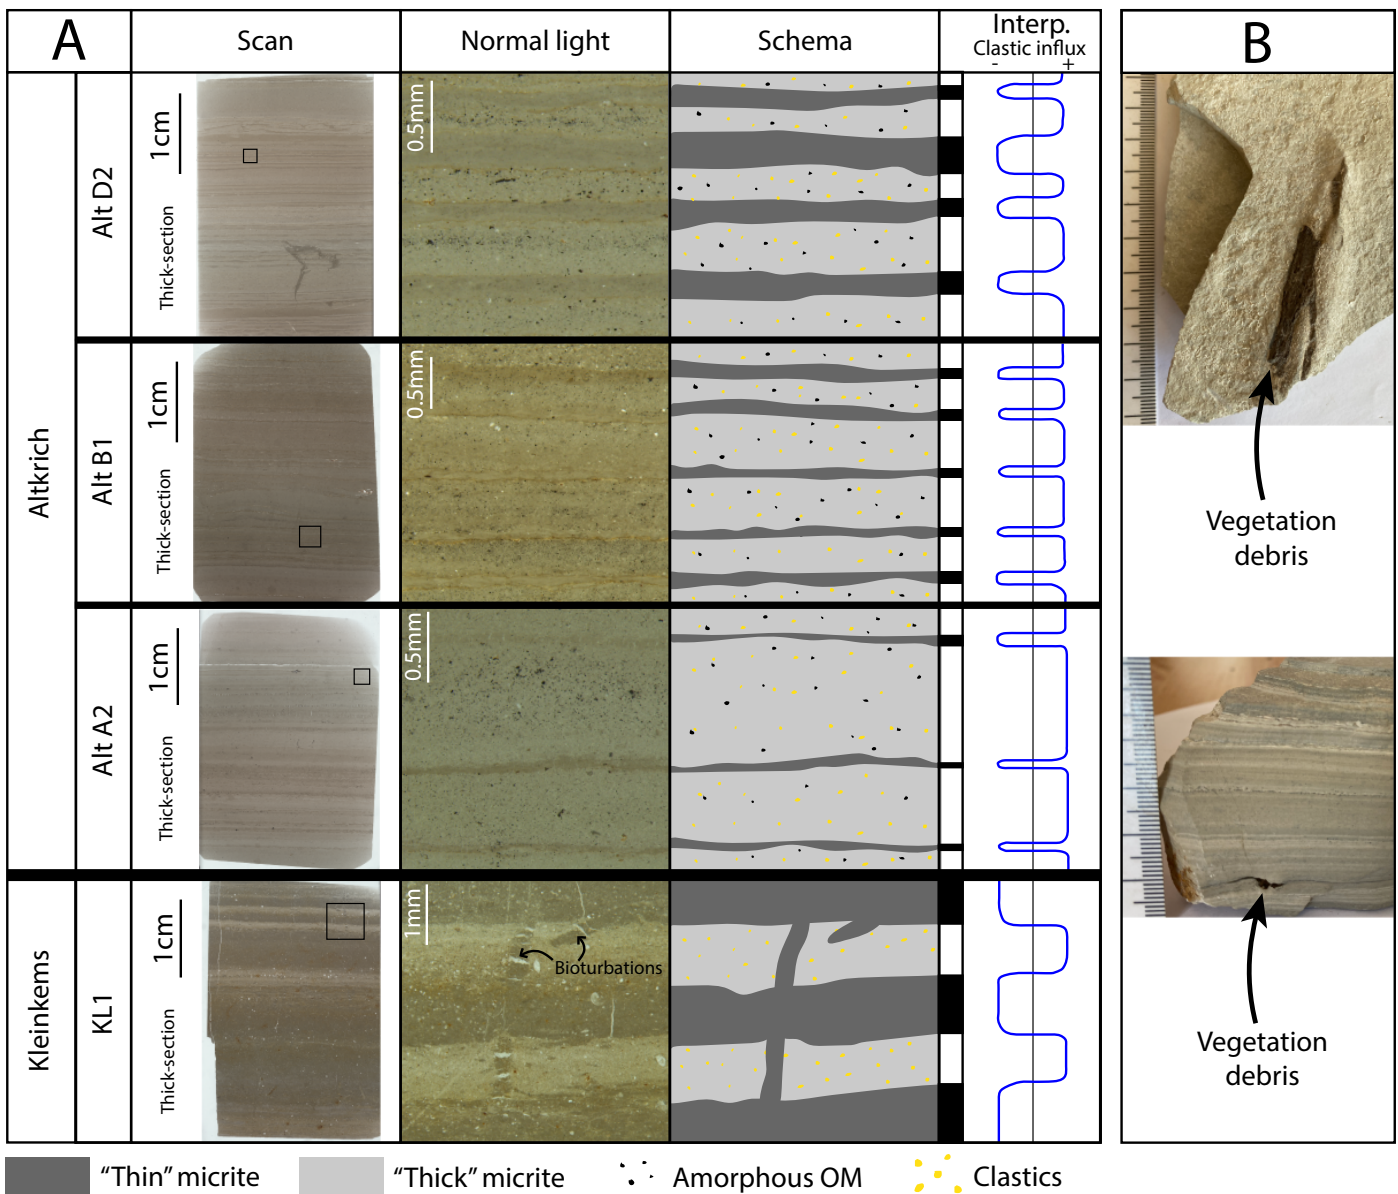 A
Scan
Normal light
Schema
Interp.
Clastic influx
- +
B
Altkrich
Alt D2
Thick-section
1cm
0.5mm
Alt B1
Thick-section
1cm
0.5mm
Alt A2
Thick-section
1cm
0.5mm
Kleinkems
KL1
Thick-section
1cm
1mm
Bioturbations
Vegetation
debris
Vegetation
debris
“Thin” micrite
“Thick” micrite
Amorphous OM
Clastics